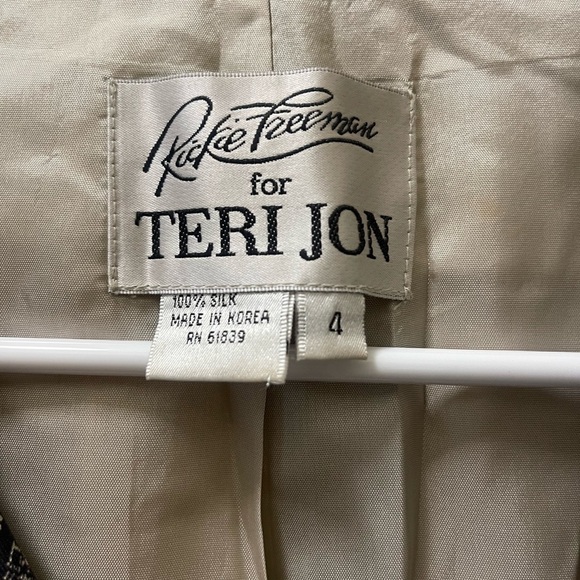 Rickie Freeman
for
TERI JON
100% SILK
MADE IN KOREA
RN 61839
4